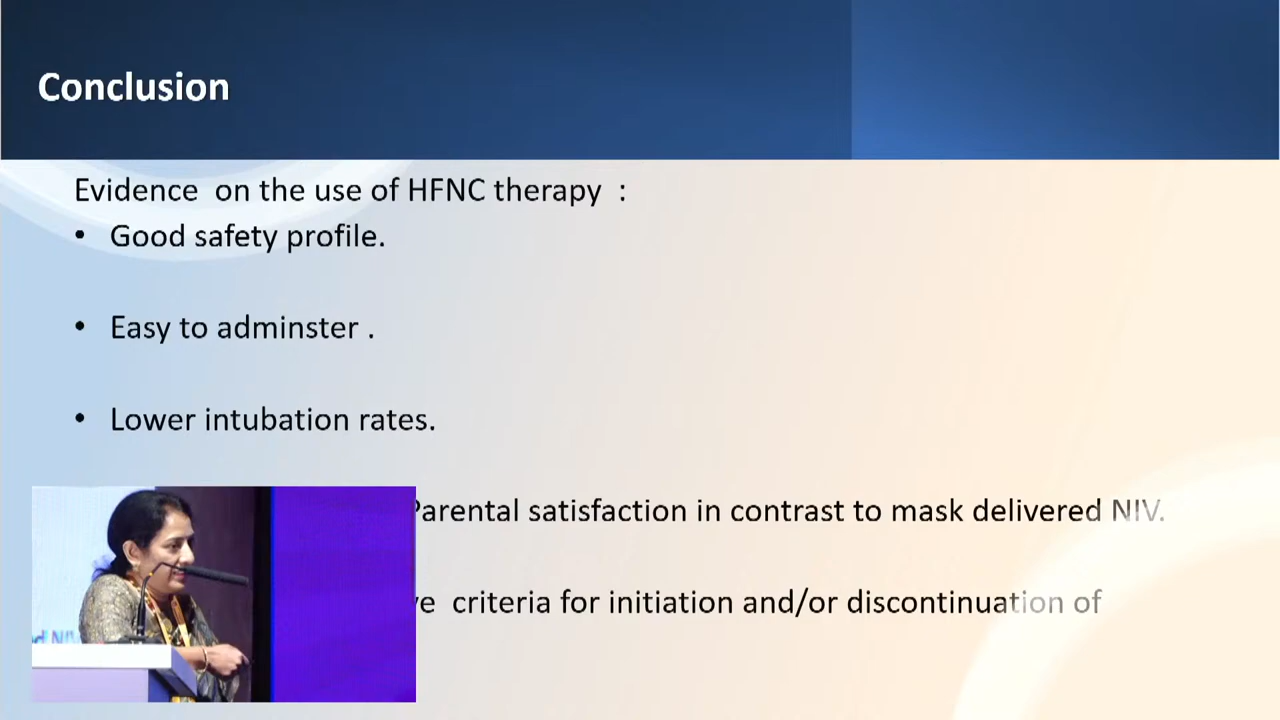 Conclusion
Evidence on the use of HFNC therapy :
• Good safety profile.
• Easy to adminster .
• Lower intubation rates.
Parental satisfaction in contrast to mask delivered NIV.
criteria for initiation and/or discontinuation of